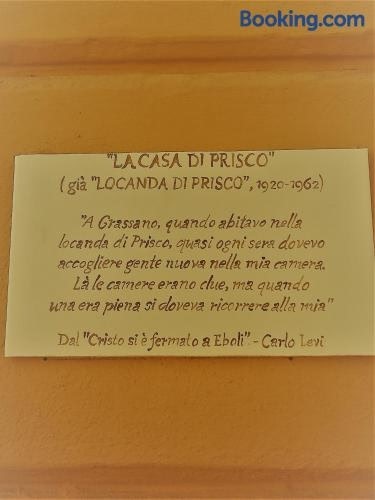 Booking.com
"LA CASA DI PRISCO"
(già "LOCANDA DI PRISCO", 1920-1962)
"A Grassano, quando abitavo nella
locanda di Prisco, quasi ogni sera dovevo
accogliere gente nuova nella mia camera.
Là le camere erano due, ma quando
una era piena si doveva ricorrere alla mia"
Dal "Cristo si è fermato a Eboli". - Carlo Levi